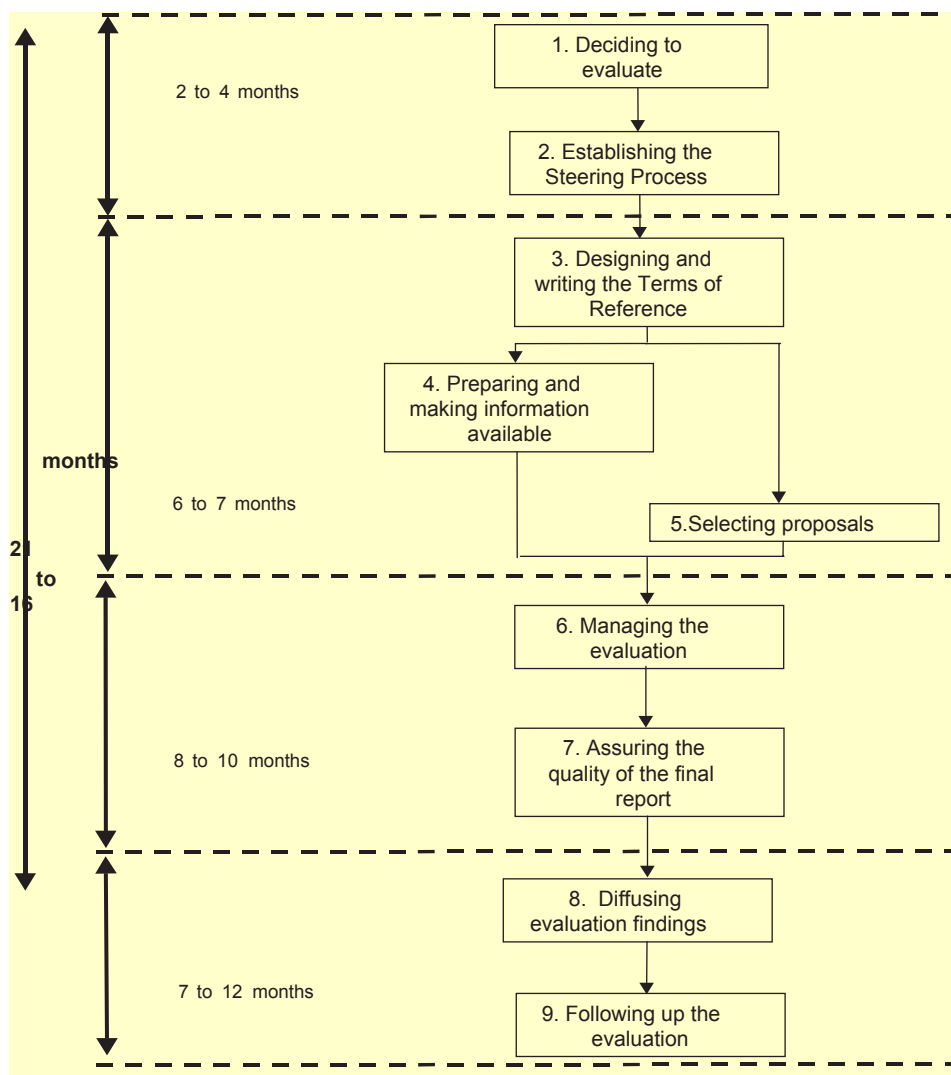 1. Deciding to
evaluate
2 to 4 months
2. Establishing the
Steering Process
3. Designing and
writing the Terms of
Reference
4. Preparing and
making information
available
months
6 to 7 months
5.Selecting proposals
21
to
16
6. Managing the
evaluation
7. Assuring the
quality of the final
report
8 to 10 months
8. Diffusing
evaluation findings
7 to 12 months
9. Following up the
evaluation